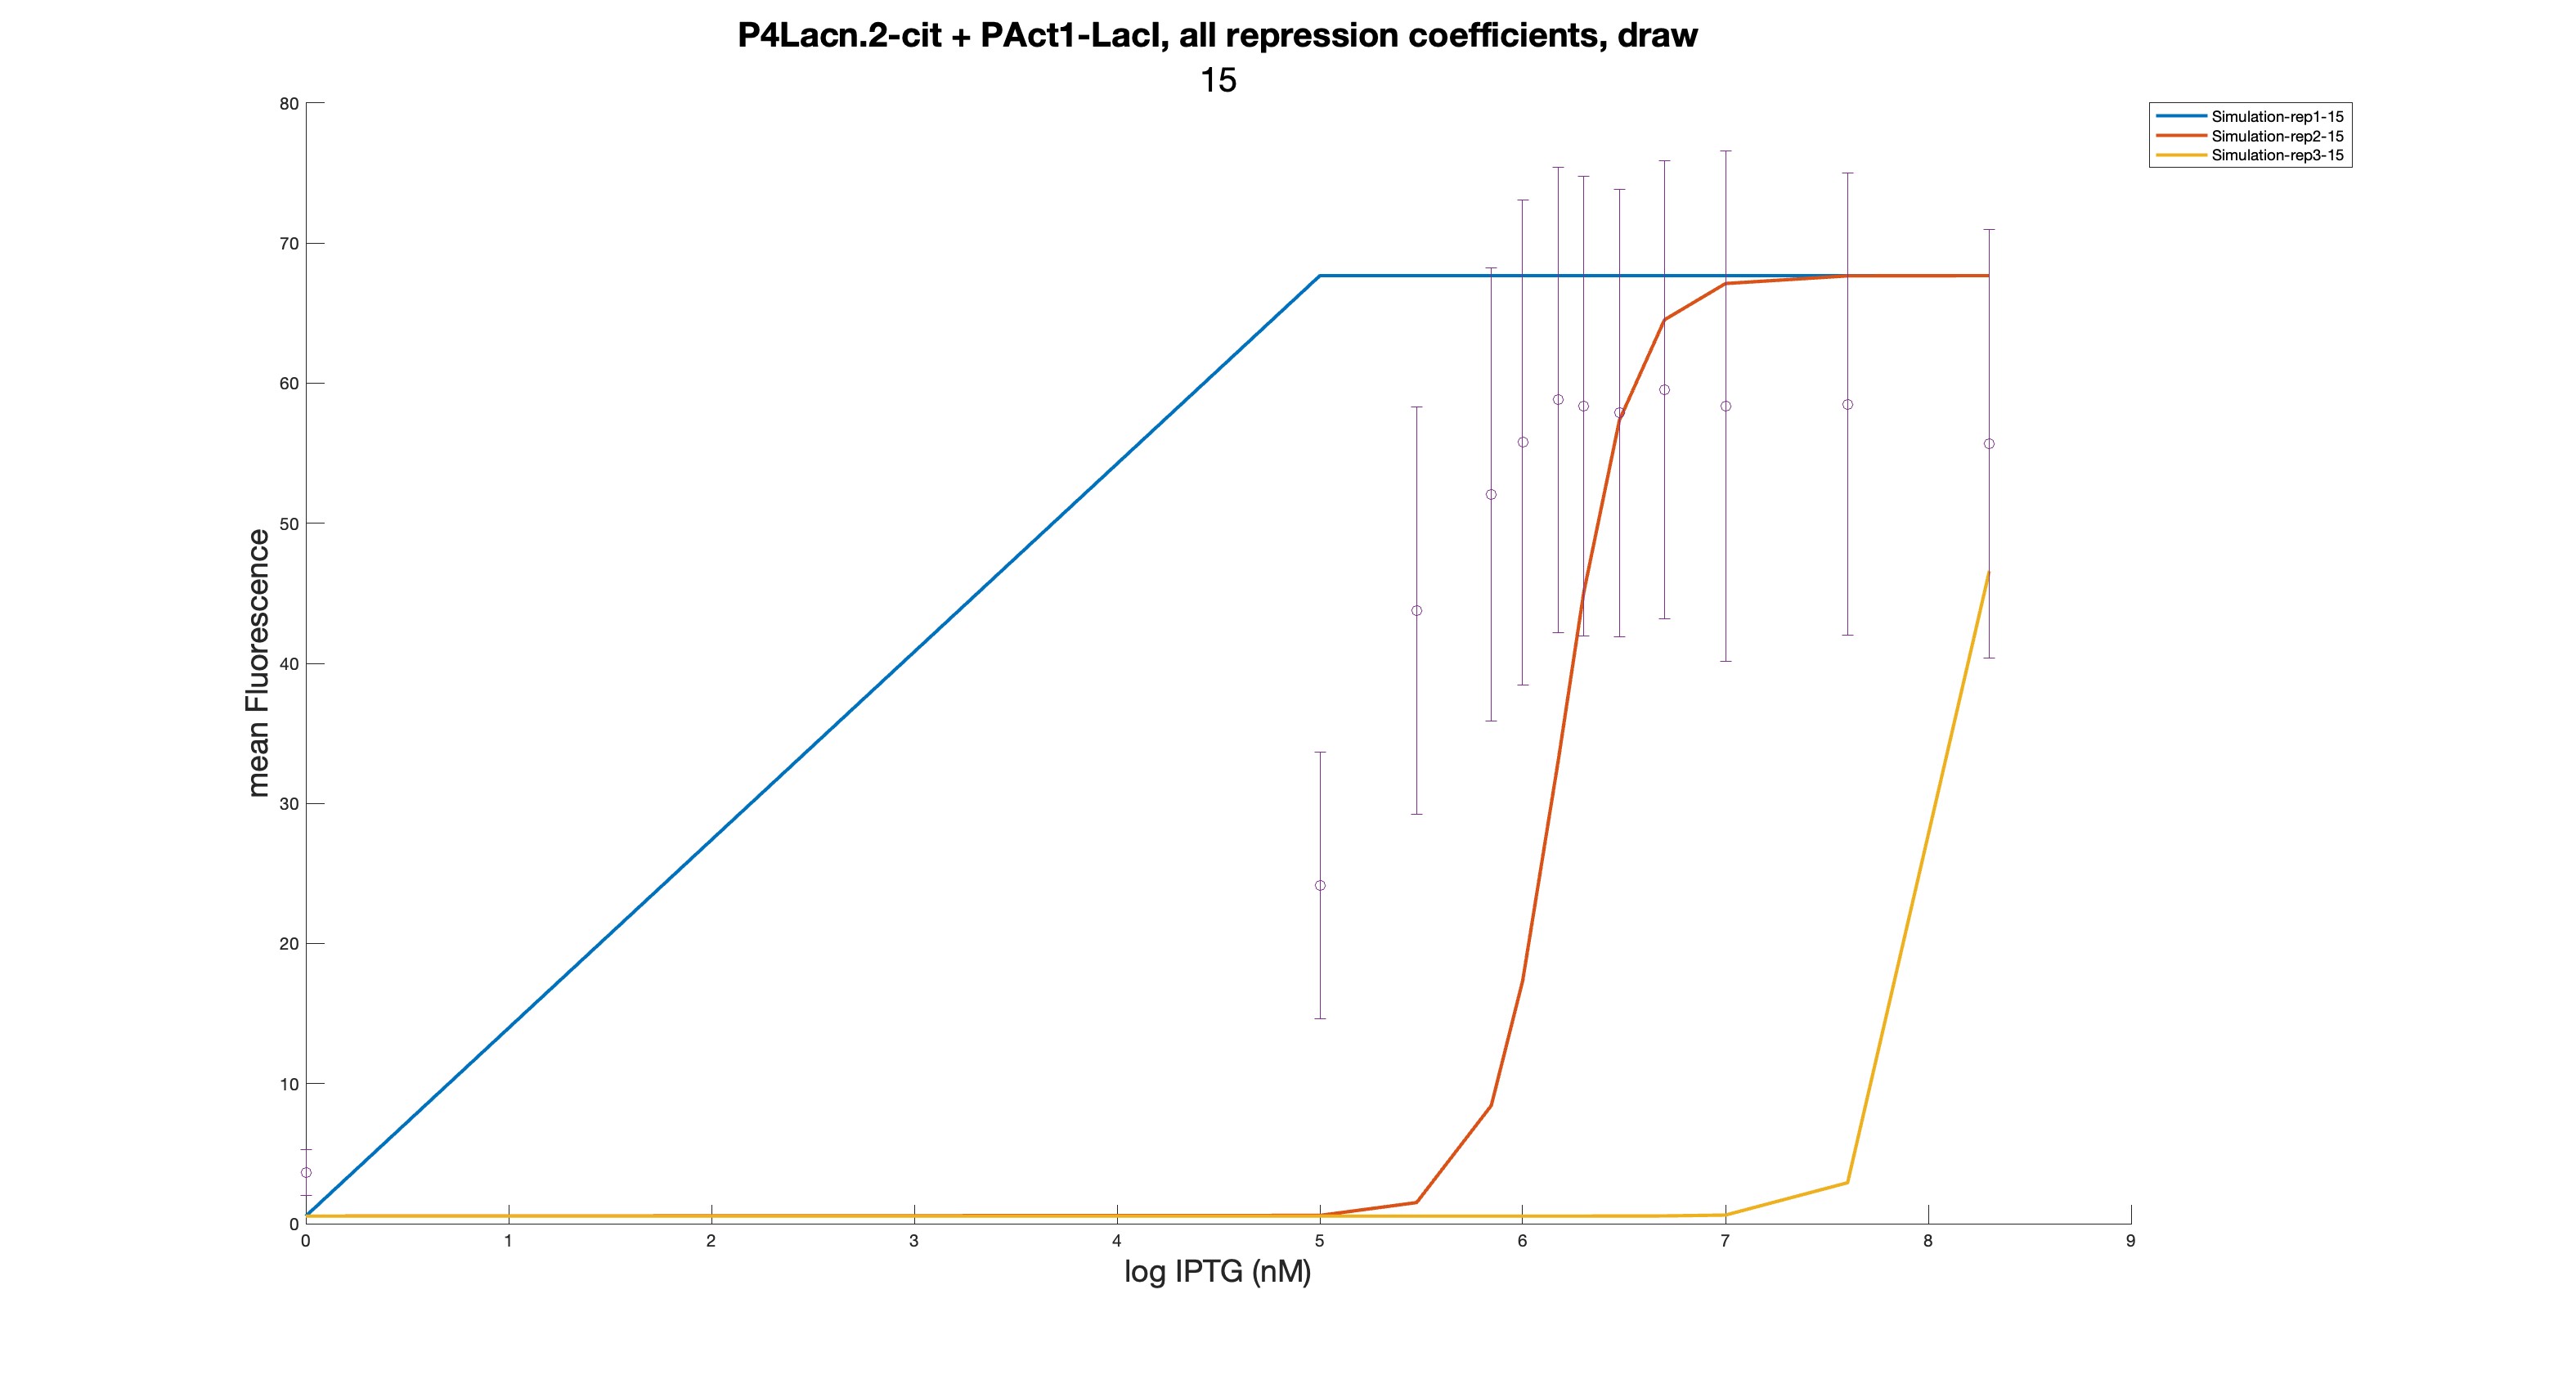 P4Lacn.2-cit + PAct1-LacI, all repression coefficients, draw
15
Simulation-rep1-15
Simulation-rep2-15
Simulation-rep3-15
80
70
60
50
40
30
20
10
0
mean Fluorescence
0 1 2 3 4 5 6 7 8 9
log IPTG (nM)